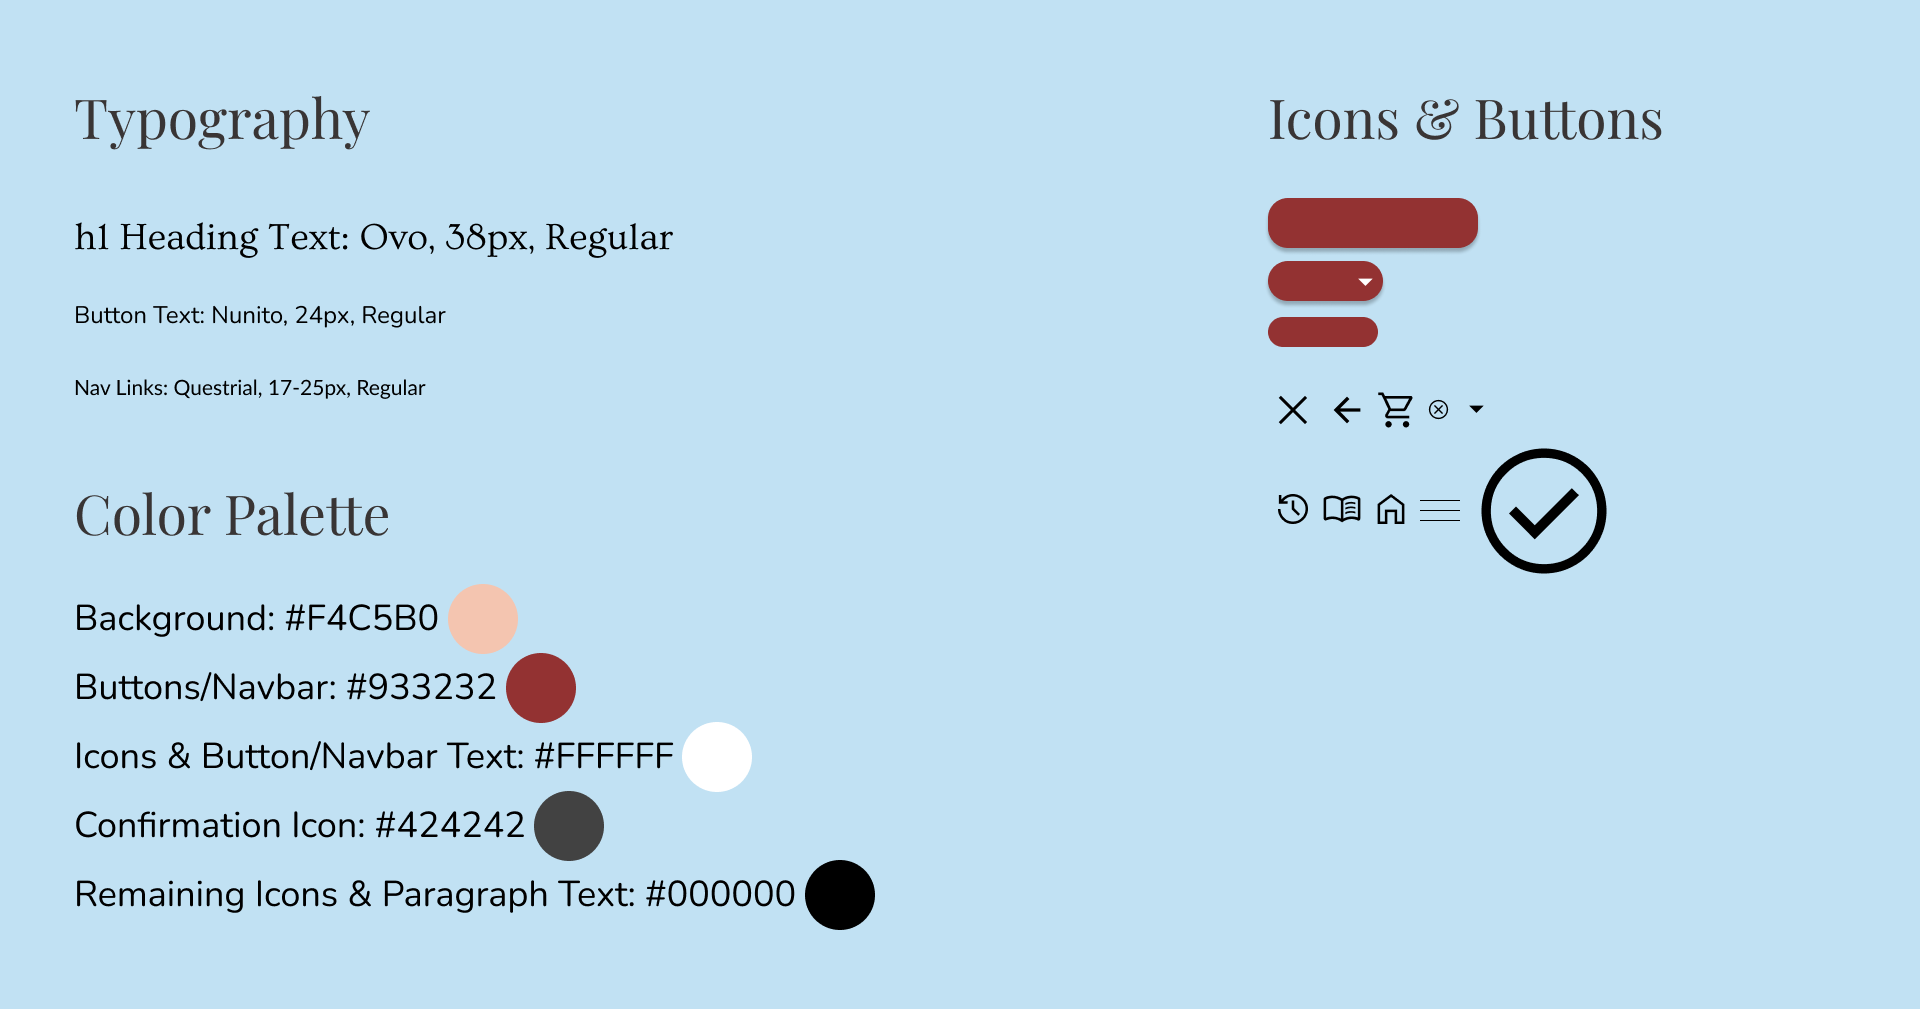 Typography
h1 Heading Text: Ovo, 38px, Regular
Button Text: Nunito, 24px, Regular
Nav Links: Questrial, 17-25px, Regular
Color Palette
Background: #F4C5B0
Buttons/Navbar: #933232
Icons & Button/Navbar Text: #FFFFFF
Confirmation Icon: #424242
Remaining Icons & Paragraph Text: #000000
Icons & Buttons